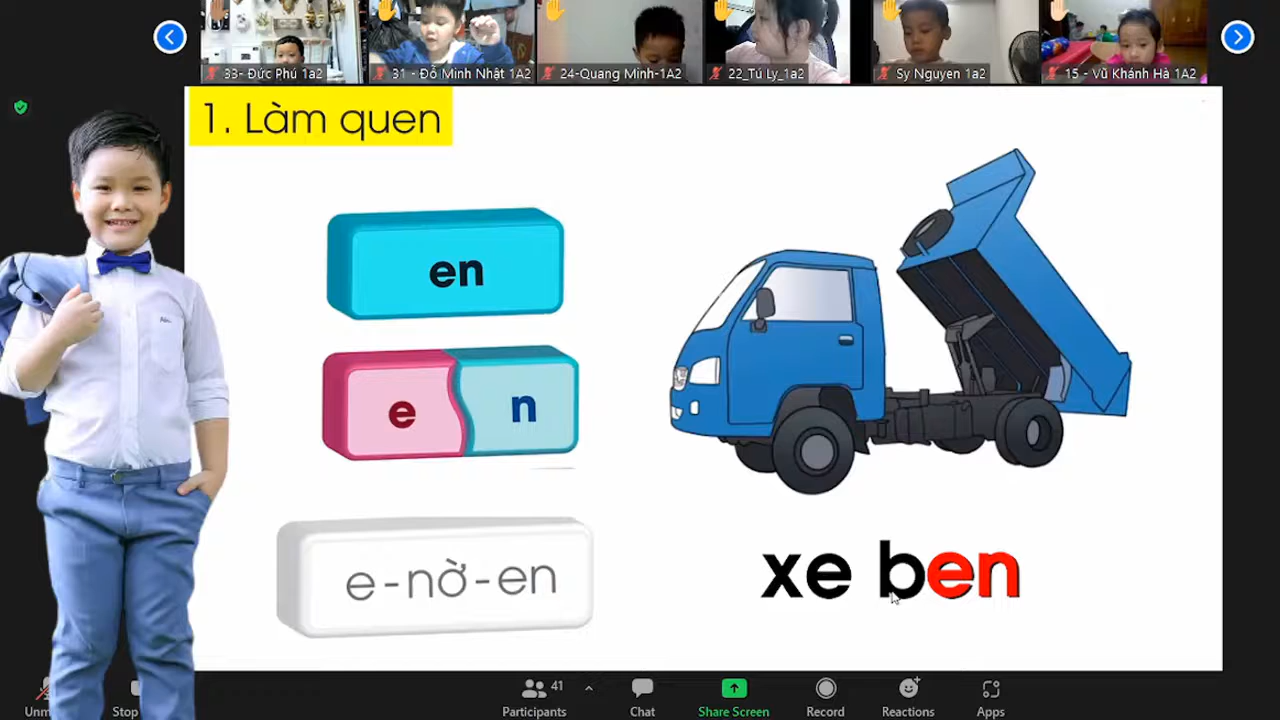 33- Đức Phú 1a2
31 - Đỗ Minh Nhật 1A2
24-Quang Minh-1A2
22_Tú Ly_1a2
Sy Nguyen 1a2
15 - Vũ Khánh Hà 1A2
1. Làm quen
en
e n
e-nờ-en
xe ben
Unm
Stop
Participants 41
Chat
Share Screen
Record
Reactions
Apps